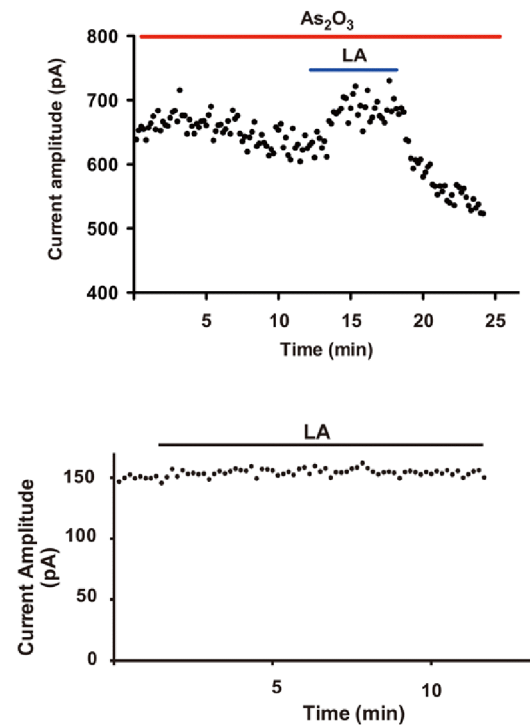 As₂O₃
LA
Current amplitude (pA)
800
700
600
500
400
5
10
15
20
25
Time (min)
LA
Current Amplitude
(pA)
150
100
50
0
5
10
Time (min)